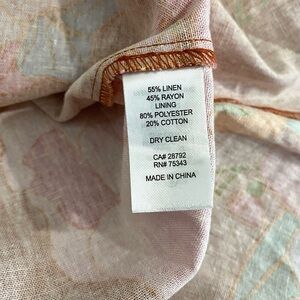 55% LINEN
45% RAYON
LINING
80% POLYESTER
20% COTTON
DRY CLEAN
CA# 28792
RN# 75343
MADE IN CHINA